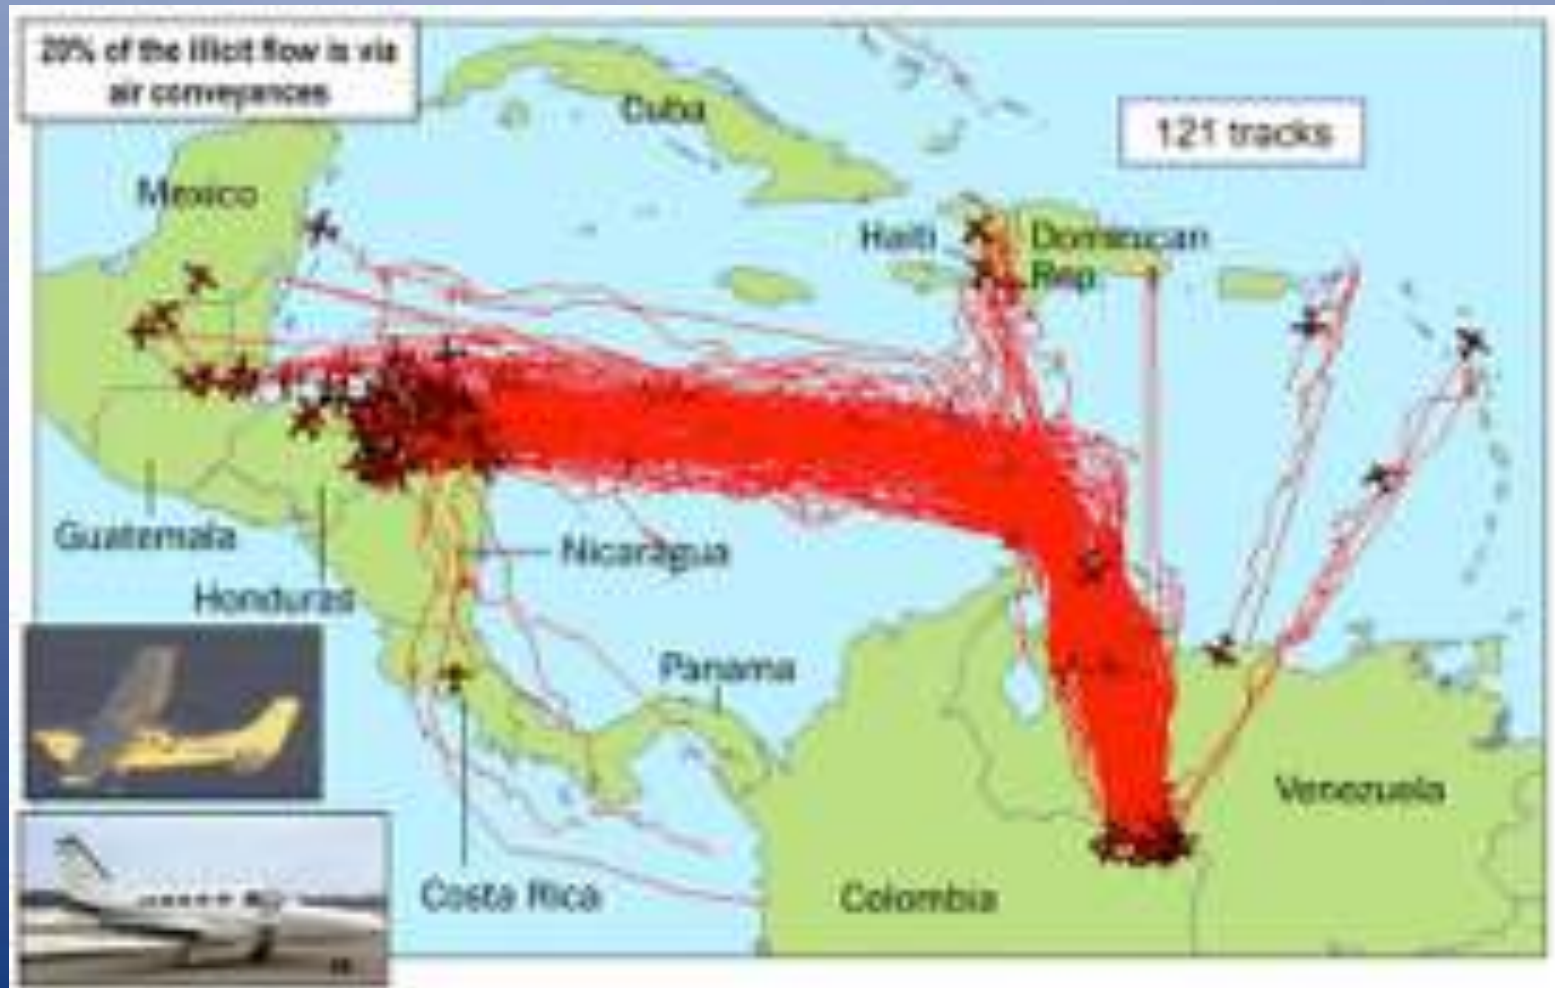 20% of the illicit flow is via
air conveyances
121 tracks
Cuba
Mexico
Haiti
Dominican
Rep
Guatemala
Nicaragua
Honduras
Panama
Venezuela
Costa Rica
Colombia